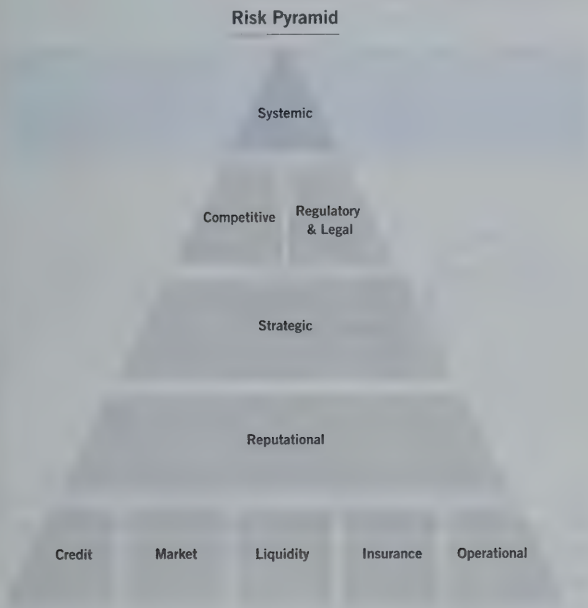 Risk Pyramid
Systemic
Competitive
Regulatory
& Legal
Strategic
Reputational
Credit
Market
Liquidity
Insurance
Operational